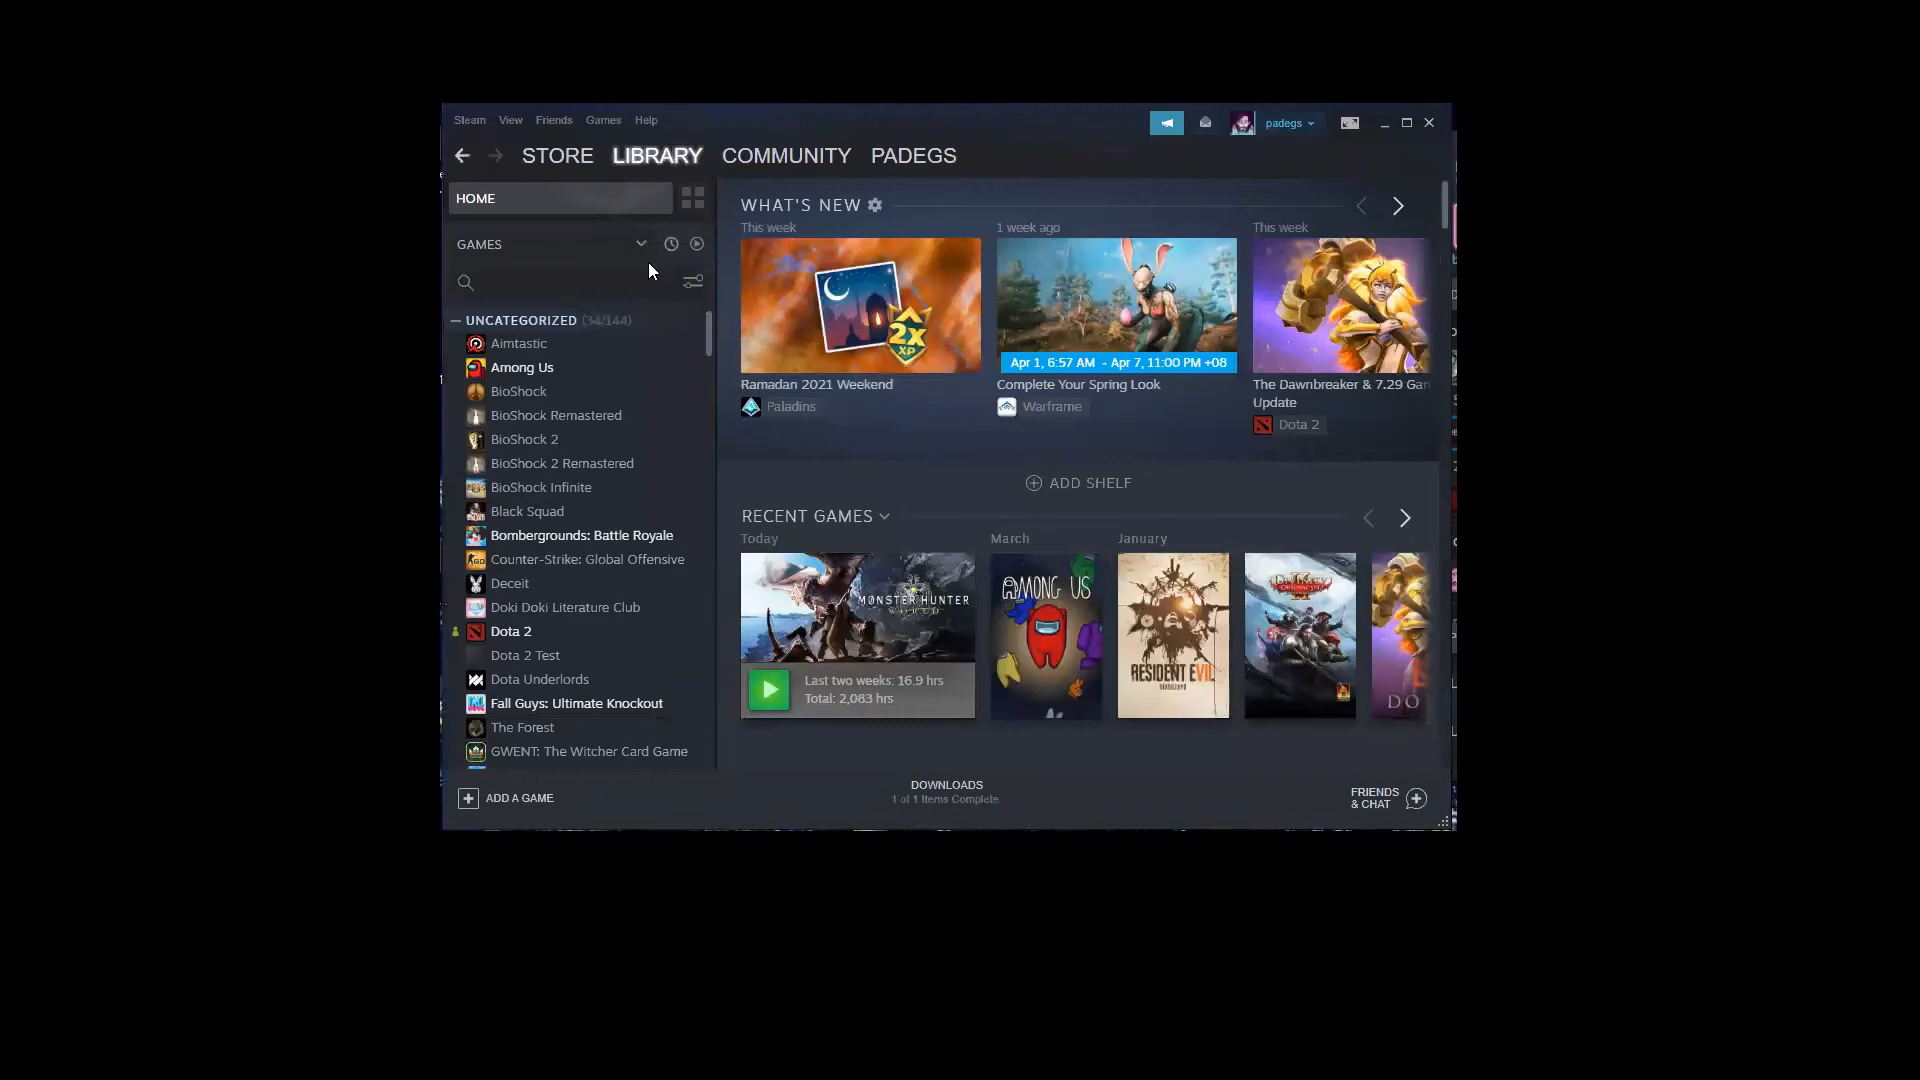 Steam View Friends Games Help
padegs
STORE LIBRARY COMMUNITY PADEGS
HOME
GAMES
UNCATEGORIZED (34/144)
Aimtastic
Among Us
BioShock
BioShock Remastered
BioShock 2
BioShock 2 Remastered
BioShock Infinite
Black Squad
Bombergrounds: Battle Royale
Counter-Strike: Global Offensive
Deceit
Doki Doki Literature Club
Dota 2
Dota 2 Test
Dota Underlords
Fall Guys: Ultimate Knockout
The Forest
GWENT: The Witcher Card Game
WHAT'S NEW
This week
2X
XP
Ramadan 2021 Weekend
Paladins
1 week ago
Apr 1, 6:57 AM - Apr 7, 11:00 PM +08
Complete Your Spring Look
Warframe
This week
The Dawnbreaker & 7.29 Gam
Update
Dota 2
ADD SHELF
RECENT GAMES
Today
MONSTER HUNTER
WORLD
Last two weeks: 16.9 hrs
Total: 2,083 hrs
March
AMONG US
January
RESIDENT EVIL
biohazard
DIVINITY
ORIGINAL SIN
II
DO
ADD A GAME
DOWNLOADS
1 of 1 Items Complete
FRIENDS
& CHAT